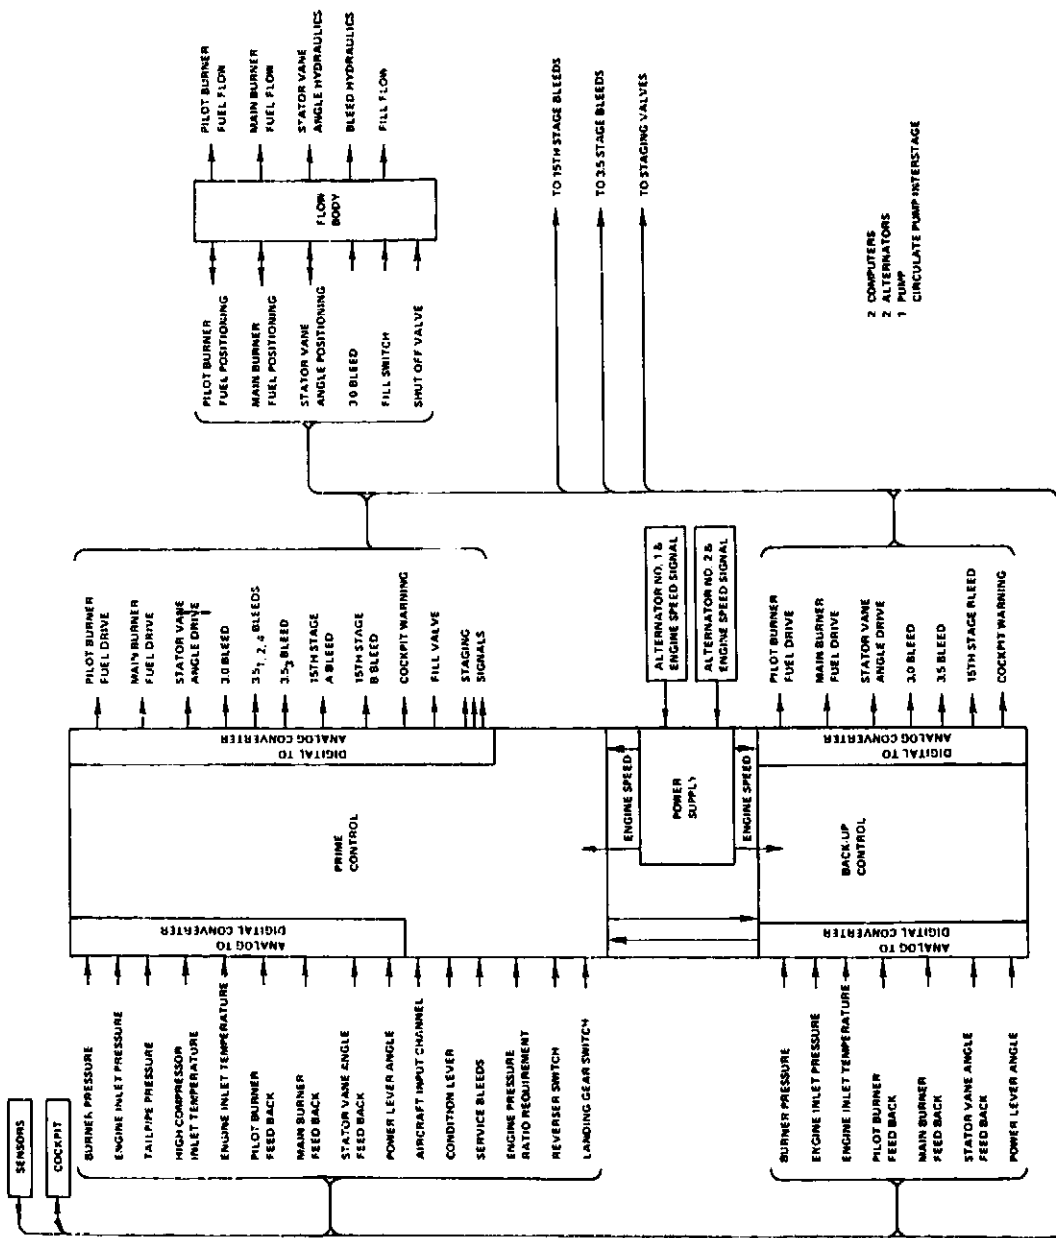 SENSORS
COCKPIT
BURNER PRESSURE
ENGINE INLET PRESSURE
TAILPIPE PRESSURE
HIGH COMPRESSOR
INLET TEMPERATURE
ENGINE INLET TEMPERATURE
PILOT BURNER
FEED BACK
MAIN BURNER
FEED BACK
STATOR VANE ANGLE
FEED BACK
POWER LEVER ANGLE
AIRCRAFT INPUT CHANNEL
CONDITION LEVER
SERVICE BLEEDS
ENGINE PRESSURE
RATIO REQUIREMENT
REVERSER SWITCH
LANDING GEAR SWITCH
BURNER PRESSURE
ENGINE INLET PRESSURE
ENGINE INLET TEMPERATURE
PILOT BURNER
FEED BACK
MAIN BURNER
FEED BACK
STATOR VANE ANGLE
FEED BACK
POWER LEVER ANGLE
ANALOG TO
DIGITAL CONVERTER
PRIME
CONTROL
DIGITAL TO
ANALOG CONVERTER
ENGINE SPEED
POWER
SUPPLY
ENGINE SPEED
ANALOG TO
DIGITAL CONVERTER
BACK-UP
CONTROL
DIGITAL TO
ANALOG CONVERTER
PILOT BURNER
FUEL DRIVE
MAIN BURNER
FUEL DRIVE
STATOR VANE
ANGLE DRIVE
3.0 BLEED
3.5 1, 2, 4 BLEEDS
3.5 3 BLEED
15TH STAGE
A BLEED
15TH STAGE
B BLEED
COCKPIT WARNING
FILL VALVE
STAGING
SIGNALS
ALTERNATOR NO. 1 &
ENGINE SPEED SIGNAL
ALTERNATOR NO. 2 &
ENGINE SPEED SIGNAL
PILOT BURNER
FUEL DRIVE
MAIN BURNER
FUEL DRIVE
STATOR VANE
ANGLE DRIVE
3.0 BLEED
3.5 BLEED
15TH STAGE BLEED
COCKPIT WARNING
PILOT BURNER
FUEL POSITIONING
MAIN BURNER
FUEL POSITIONING
STATOR VANE
ANGLE POSITIONING
3.0 BLEED
FILL SWITCH
SHUT OFF VALVE
FLOW
BODY
PILOT BURNER
FUEL FLOW
MAIN BURNER
FUEL FLOW
STATOR VANE
ANGLE HYDRAULICS
BLEED HYDRAULICS
FILL FLOW
TO 15TH STAGE BLEEDS
TO 3.5 STAGE BLEEDS
TO STAGING VALVES
2 COMPUTERS
2 ALTERNATORS
1 PUMP
CIRCULATE PUMP INTERSTAGE